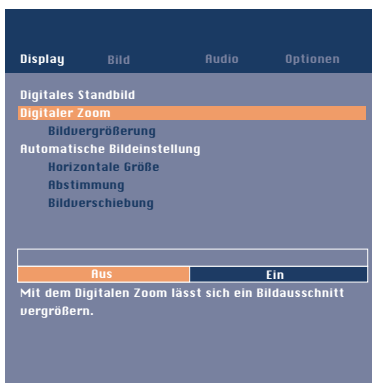 Display Bild Audio Optionen
Digitales Standbild
Digitaler Zoom
Bildvergrößerung
Automatische Bildeinstellung
Horizontale Größe
Abstimmung
Bildverschiebung
Aus Ein
Mit dem Digitalen Zoom lässt sich ein Bildausschnitt
vergrößern.